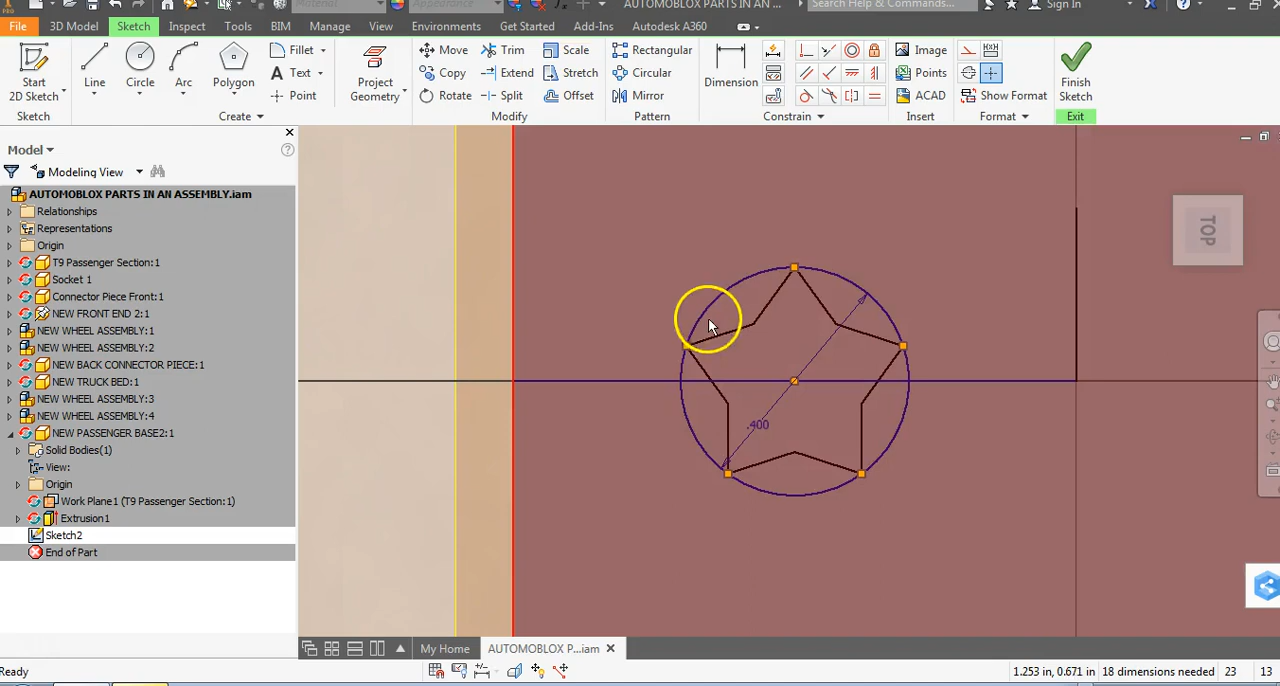 Material Appearance AUTOMOBLOX PARTS IN AN ... Search Help & Commands... Sign In
File 3D Model Sketch Inspect Tools BIM Manage View Environments Get Started Add-Ins Autodesk A360
Start 2D Sketch Line Circle Arc Polygon Fillet Text Point Project Geometry Move Copy Rotate Trim Extend Split Scale Stretch Offset Rectangular Circular Mirror Dimension Image Points ACAD Show Format Finish Sketch
Sketch Create Modify Pattern Constrain Insert Format Exit
Model
Modeling View
AUTOMOBLOX PARTS IN AN ASSEMBLY.iam
Relationships
Representations
Origin
T9 Passenger Section:1
Socket 1
Connector Piece Front:1
NEW FRONT END 2:1
NEW WHEEL ASSEMBLY:1
NEW WHEEL ASSEMBLY:2
NEW BACK CONNECTOR PIECE:1
NEW TRUCK BED:1
NEW WHEEL ASSEMBLY:3
NEW WHEEL ASSEMBLY:4
NEW PASSENGER BASE2:1
Solid Bodies(1)
View:
Origin
Work Plane1 (T9 Passenger Section:1)
Extrusion1
Sketch2
End of Part
TOP
.400
My Home AUTOMOBLOX P...iam
Ready 1.253 in, 0.671 in 18 dimensions needed 23 13